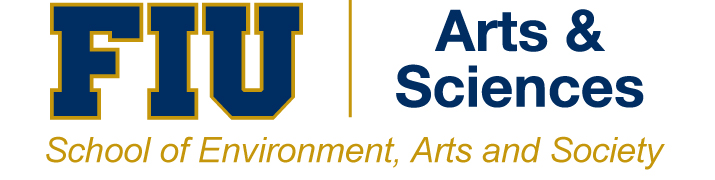 FIU
Arts &
Sciences
School of Environment, Arts and Society